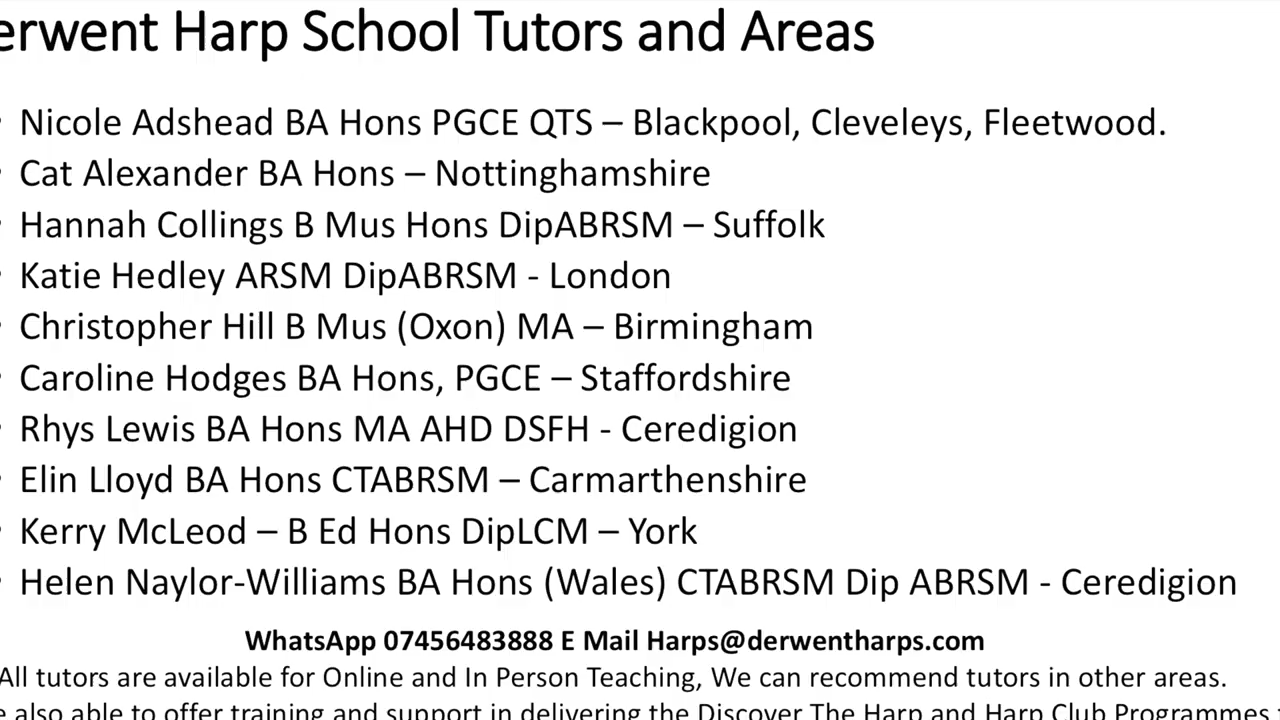 erwent Harp School Tutors and Areas
Nicole Adshead BA Hons PGCE QTS – Blackpool, Cleveleys, Fleetwood.
Cat Alexander BA Hons – Nottinghamshire
Hannah Collings B Mus Hons DipABRSM – Suffolk
Katie Hedley ARSM DipABRSM - London
Christopher Hill B Mus (Oxon) MA – Birmingham
Caroline Hodges BA Hons, PGCE – Staffordshire
Rhys Lewis BA Hons MA AHD DSFH - Ceredigion
Elin Lloyd BA Hons CTABRSM – Carmarthenshire
Kerry McLeod – B Ed Hons DipLCM – York
Helen Naylor-Williams BA Hons (Wales) CTABRSM Dip ABRSM - Ceredigion
WhatsApp 07456483888 E Mail Harps@derwentharps.com
All tutors are available for Online and In Person Teaching, We can recommend tutors in other areas.
also able to offer training and support in delivering the Discover The Harp and Harp Club Programmes